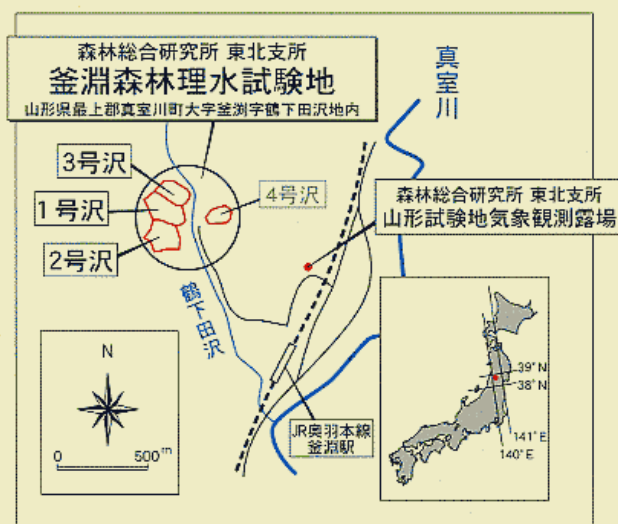 森林総合研究所 東北支所
釜淵森林理水試験地
山形県最上郡真室川町大字釜渕字鶴下田沢地内
真室川
3号沢
1号沢
2号沢
4号沢
森林総合研究所 東北支所
山形試験地気象観測露場
鶴下田沢
N
0 500m
JR奥羽本線
釜淵駅
39°N
38°N
141°E
140°E